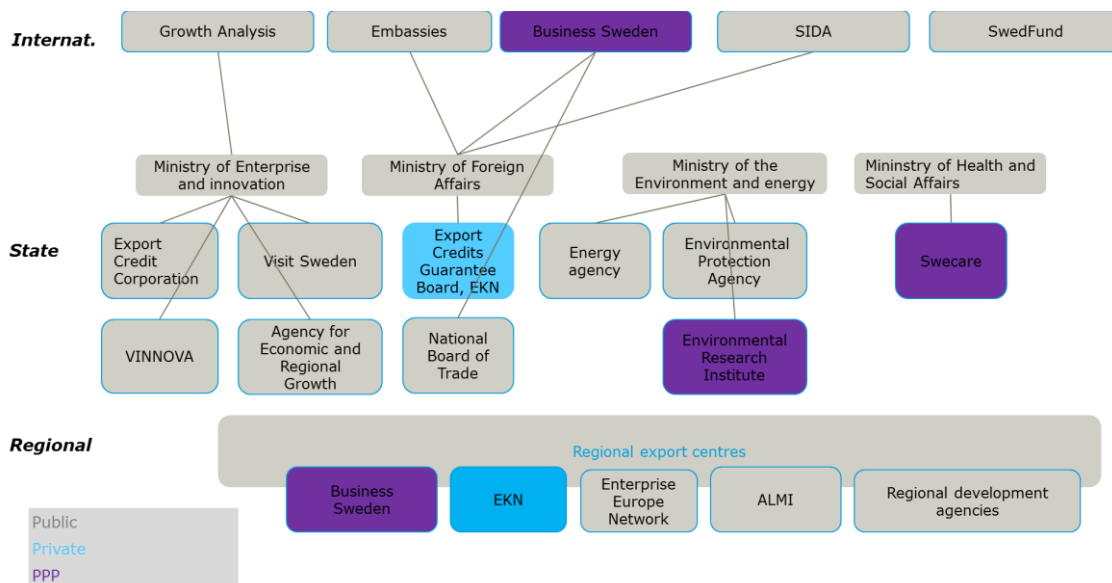 Internat.
Growth Analysis
Embassies
Business Sweden
SIDA
SwedFund
Ministry of Enterprise
and innovation
Ministry of Foreign
Affairs
Ministry of the
Environment and energy
Mininstry of Health and
Social Affairs
State
Export
Credit
Corporation
Visit Sweden
Export
Credits
Guarantee
Board, EKN
Energy
agency
Environmental
Protection
Agency
Swecare
VINNOVA
Agency for
Economic and
Regional
Growth
National
Board of
Trade
Environmental
Research
Institute
Regional
Regional export centres
Business
Sweden
EKN
Enterprise
Europe
Network
ALMI
Regional development
agencies
Public
Private
PPP